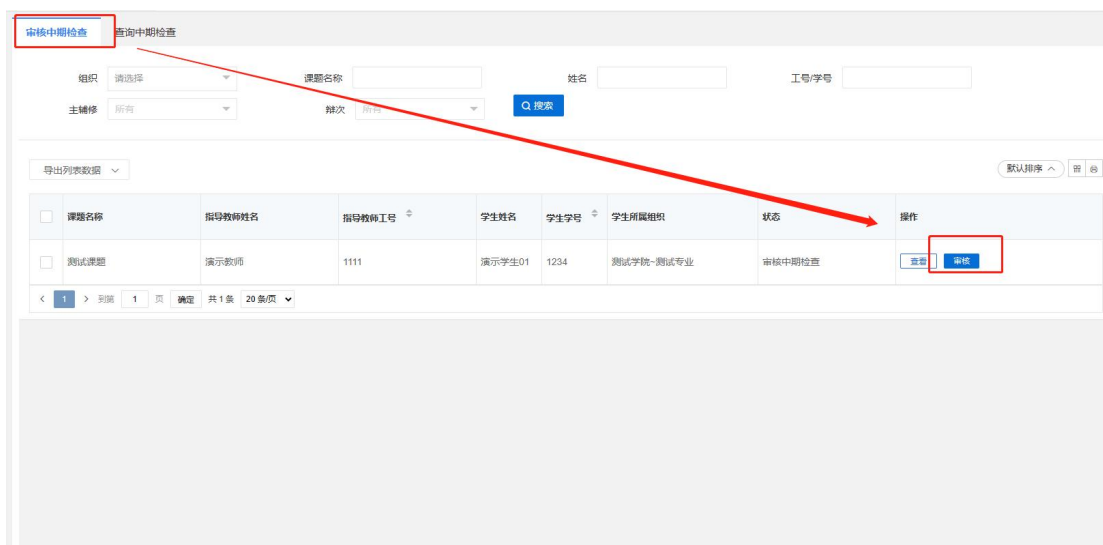 审核中期检查 查询中期检查
组织 请选择 课题名称 姓名 工号/学号
主辅修 所有 辩次 所有 搜索
导出列表数据 默认排序
课题名称 指导教师姓名 指导教师工号 学生姓名 学生学号 学生所属组织 状态 操作
测试课题 演示教师 1111 演示学生01 1234 测试学院~测试专业 审核中期检查 查看 审核
< 1 > 到第 1 页 确定 共 1 条 20 条/页